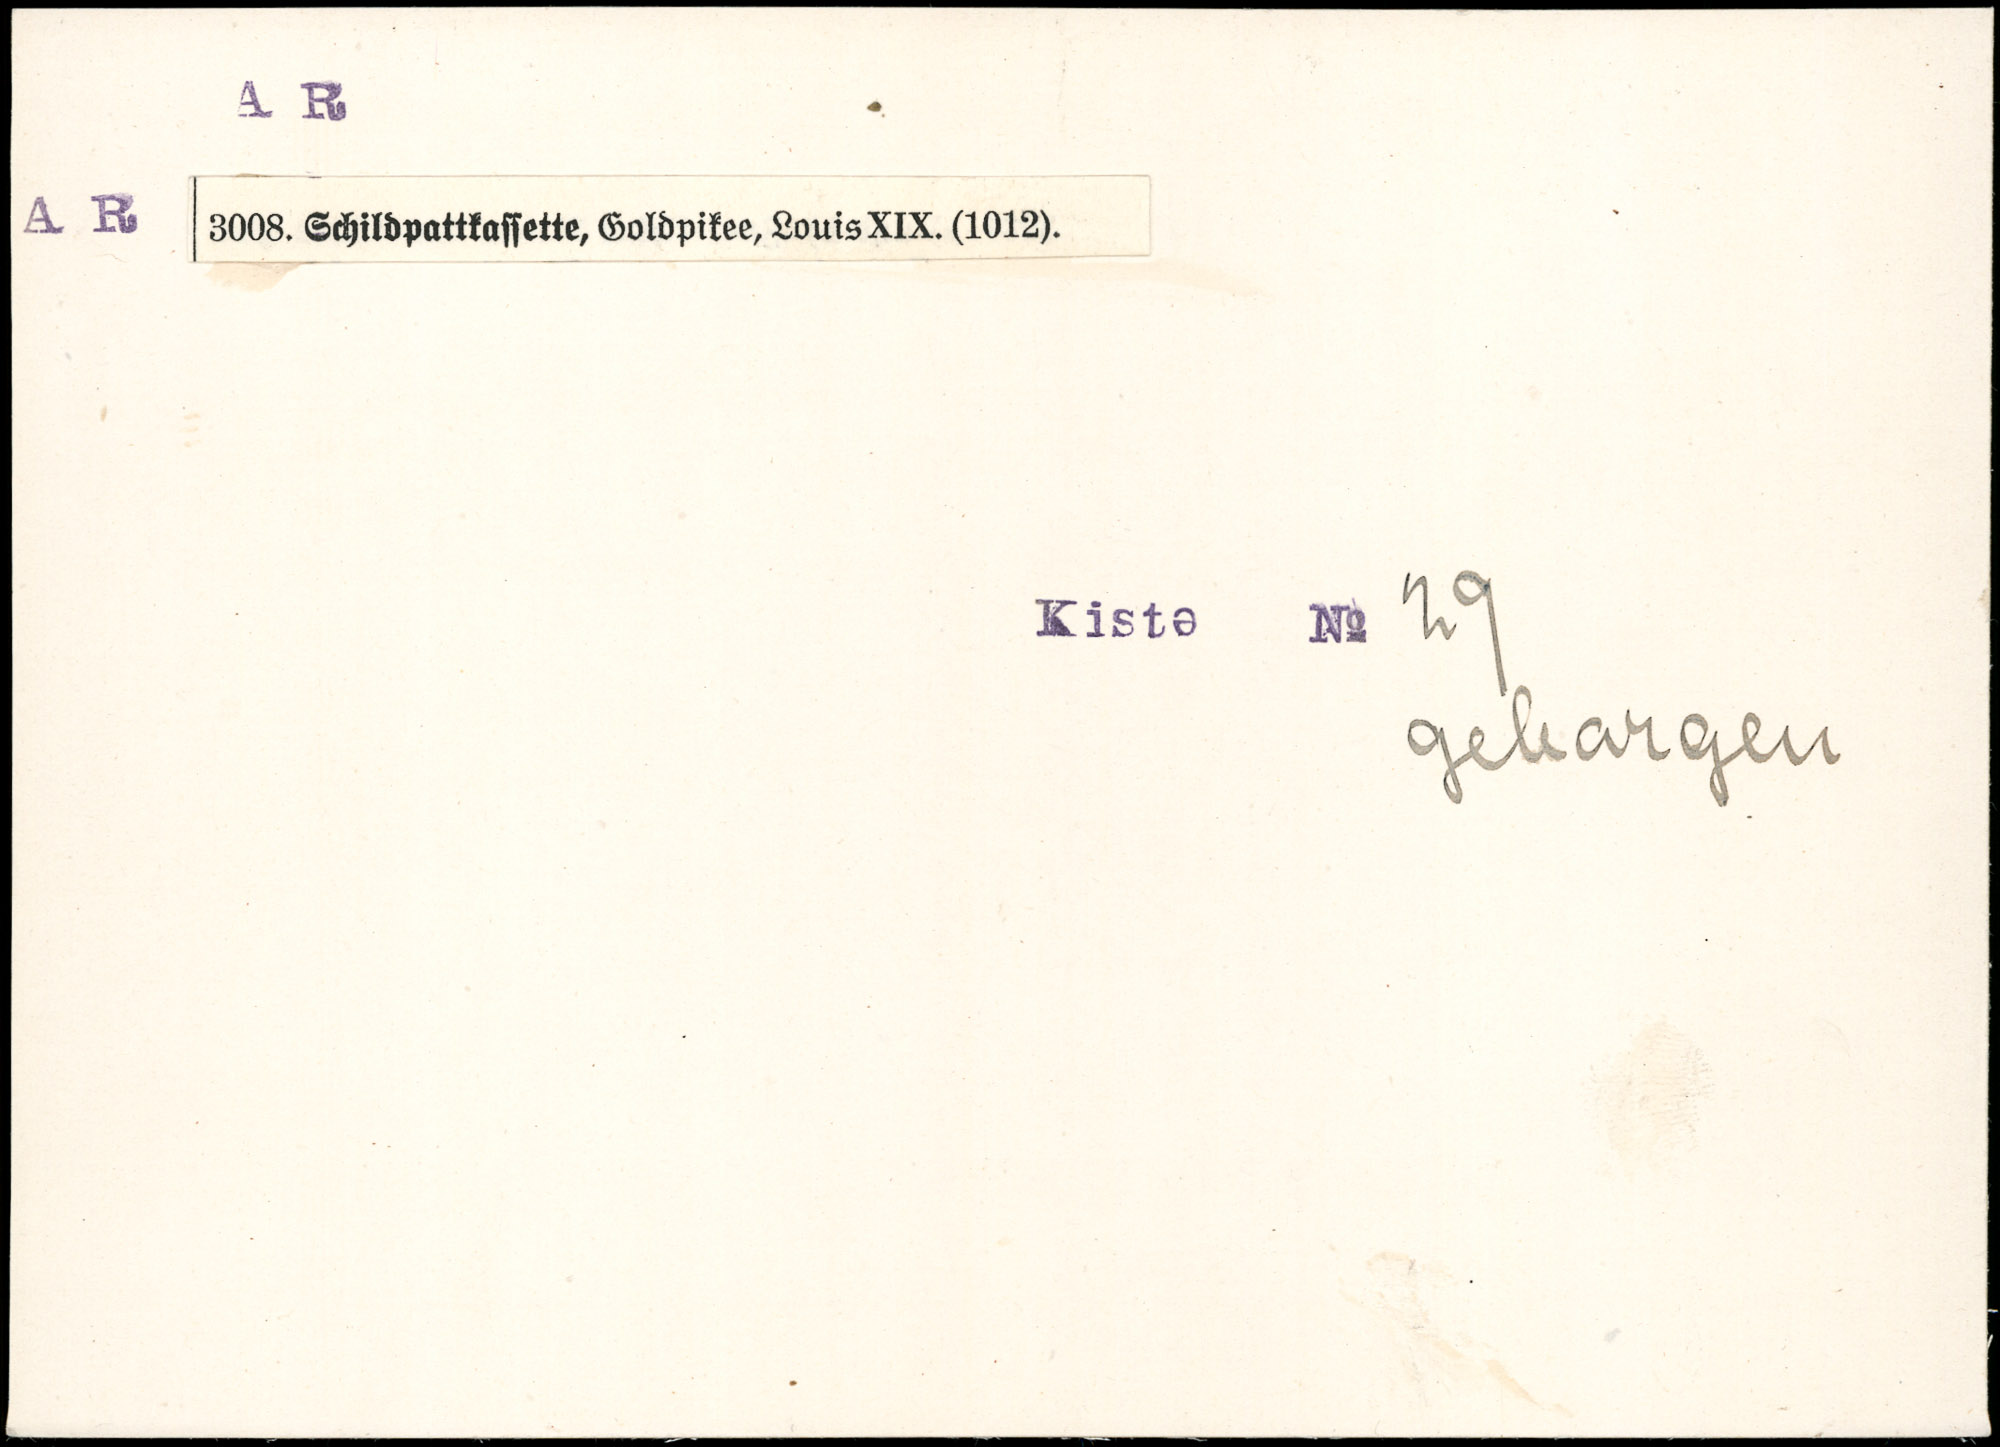 A R
A R 3008. Schildpattkassette, Goldpikee, Louis XIX. (1012).
Kiste № 29
geborgen